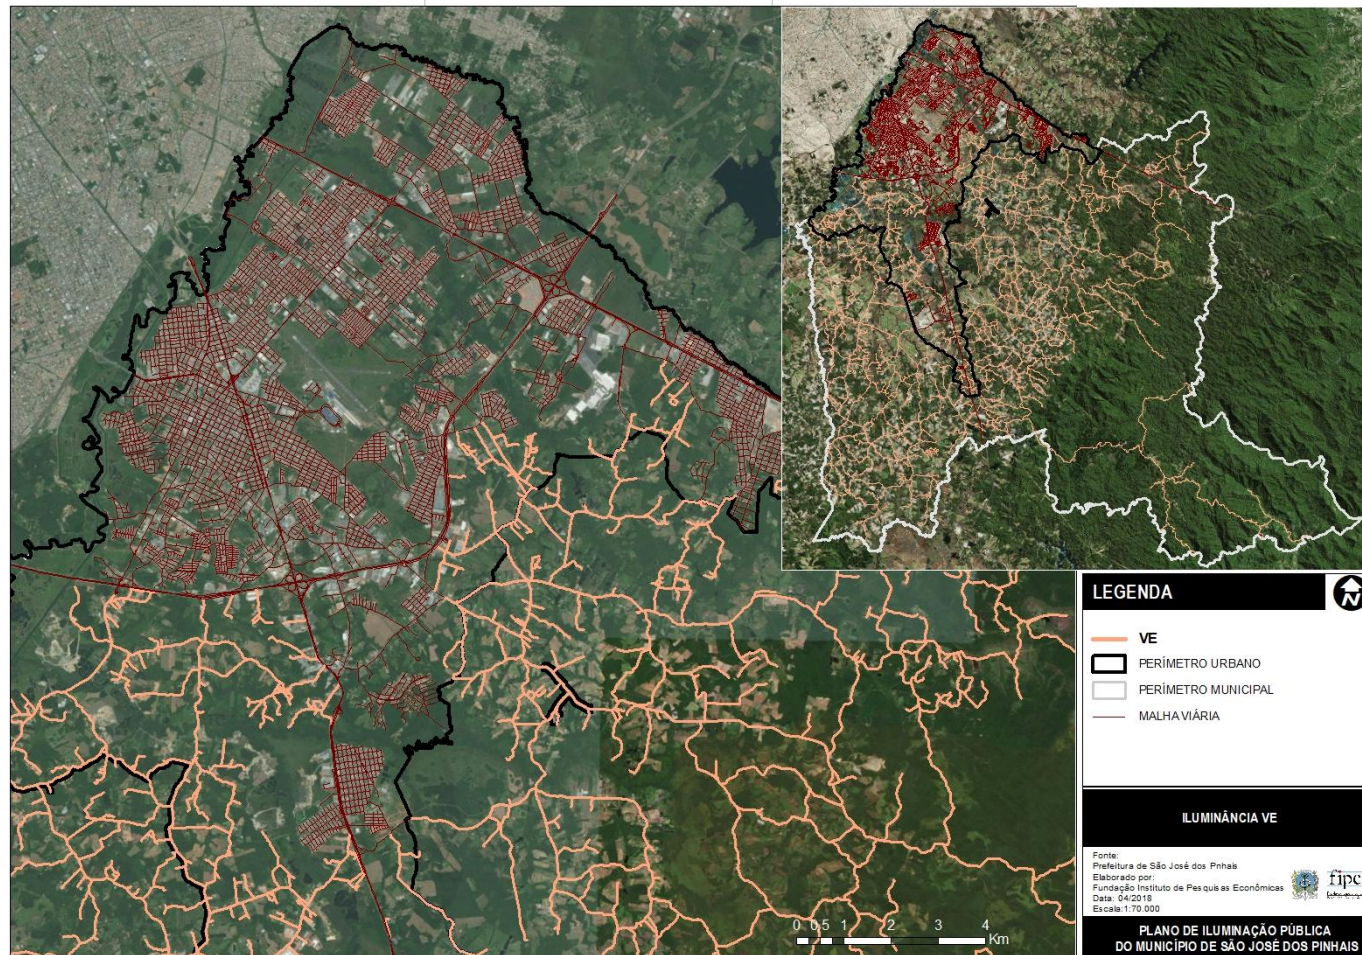 LEGENDA
N
VE
PERÍMETRO URBANO
PERÍMETRO MUNICIPAL
MALHA VIÁRIA
ILUMINÂNCIA VE
Fonte:
Prefeitura de São José dos Pinhais
Elaborado por:
Fundação Instituto de Pesquisas Econômicas
Data: 04/2018
Escala:1:70.000
fipe
PLANO DE ILUMINAÇÃO PÚBLICA
DO MUNICÍPIO DE SÃO JOSÉ DOS PINHAIS
0 0,5 1 2 3 4
Km